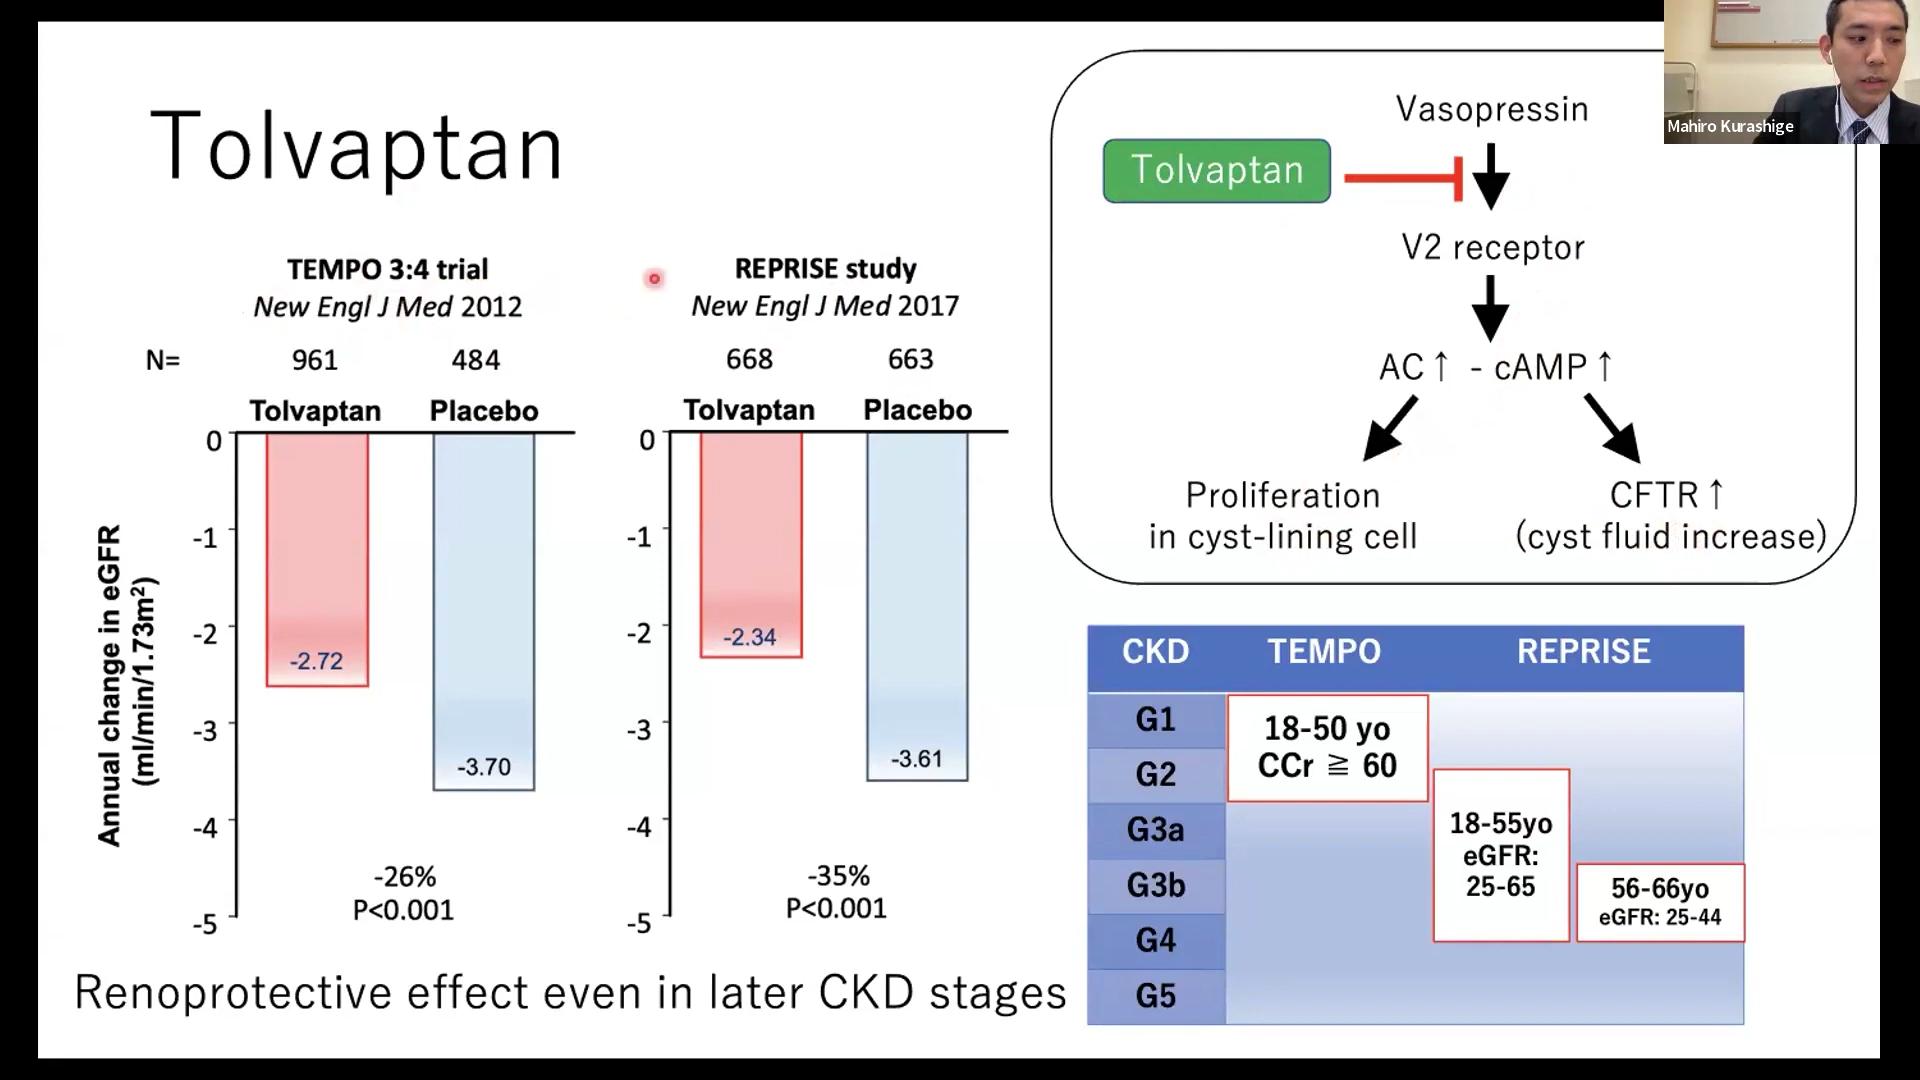 Tolvaptan
TEMPO 3:4 trial
New Engl J Med 2012
N=
961
484
Tolvaptan
Placebo
0
-1
-2
-3
-4
-5
Annual change in eGFR
(ml/min/1.73m²)
-2.72
-3.70
-26%
P<0.001
REPRISE study
New Engl J Med 2017
668
663
Tolvaptan
Placebo
0
-1
-2
-3
-4
-5
-2.34
-3.61
-35%
P<0.001
Renoprotective effect even in later CKD stages
Vasopressin
Tolvaptan
V2 receptor
AC↑ - cAMP↑
Proliferation
in cyst-lining cell
CFTR↑
(cyst fluid increase)
Mahiro Kurashige
CKD TEMPO REPRISE
G1
G2
G3a
G3b
G4
G5
18-50 yo
CCr ≧ 60
18-55yo
eGFR:
25-65
56-66yo
eGFR: 25-44